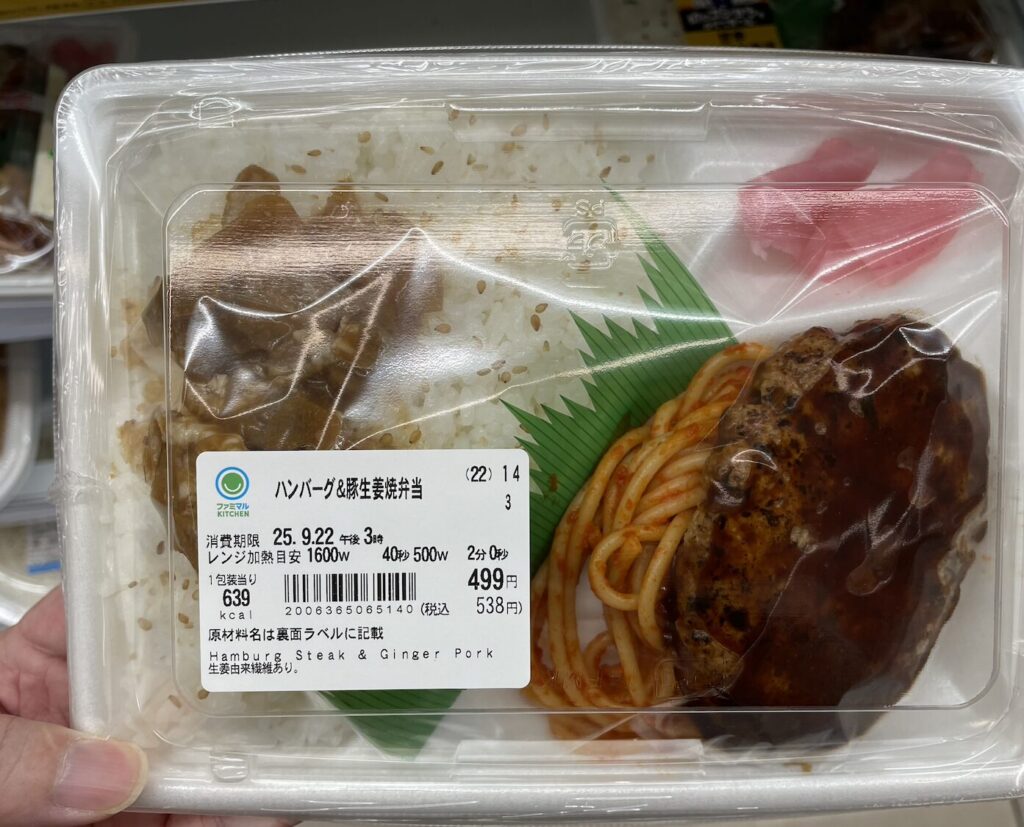 PS
ハンバーグ&豚生姜焼弁当
(22) 14
3
ファミマル
KITCHEN
消費期限 25. 9.22 午後 3時
レンジ加熱目安 1600W 40秒 500W 2分 0秒
1包装当り
639
kcal
499円
2006365065140 (税込 538円)
原材料名は裏面ラベルに記載
Hamburg Steak & Ginger Pork
生姜由来繊維あり。